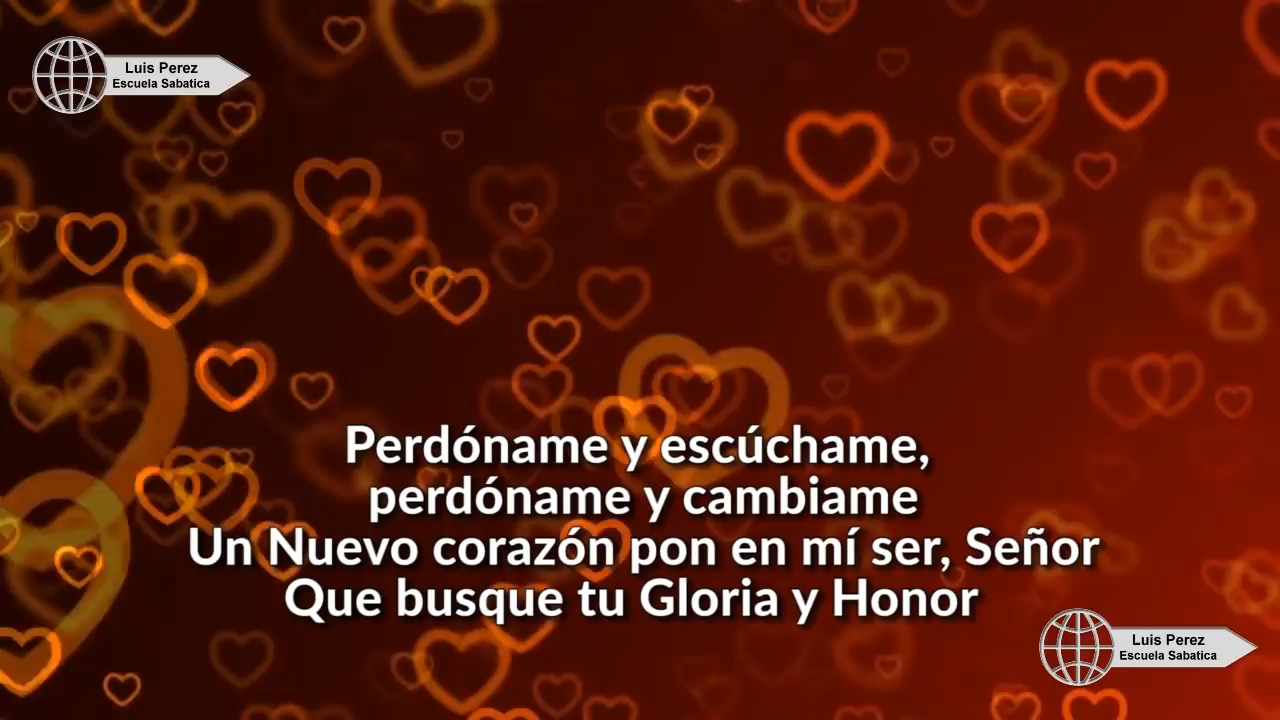 Luis Perez
Escuela Sabatica
Perdóname y escúchame,
perdóname y cambiame
Un Nuevo corazón pon en mí ser, Señor
Que busque tu Gloria y Honor
Luis Perez
Escuela Sabatica